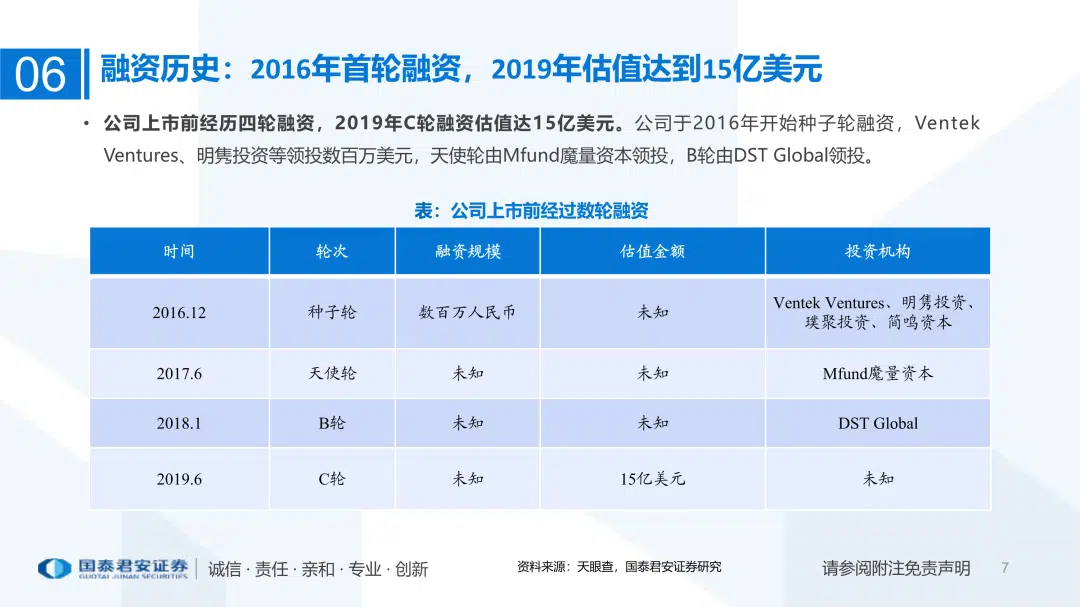 06
融资历史：2016年首轮融资，2019年估值达到15亿美元
• 公司上市前经历四轮融资，2019年C轮融资估值达15亿美元。公司于2016年开始种子轮融资，Ventek
Ventures、明隽投资等领投数百万美元，天使轮由Mfund魔量资本领投，B轮由DST Global领投。
表：公司上市前经过数轮融资
时间 轮次 融资规模 估值金额 投资机构
2016.12 种子轮 数百万人民币 未知 Ventek Ventures、明隽投资、
璞聚投资、简鸣资本
2017.6 天使轮 未知 未知 Mfund魔量资本
2018.1 B轮 未知 未知 DST Global
2019.6 C轮 未知 15亿美元 未知
国泰君安证券
GUOTAI JUNAN SECURITIES
诚信 · 责任 · 亲和 · 专业 · 创新
资料来源：天眼查，国泰君安证券研究
请参阅附注免责声明
7